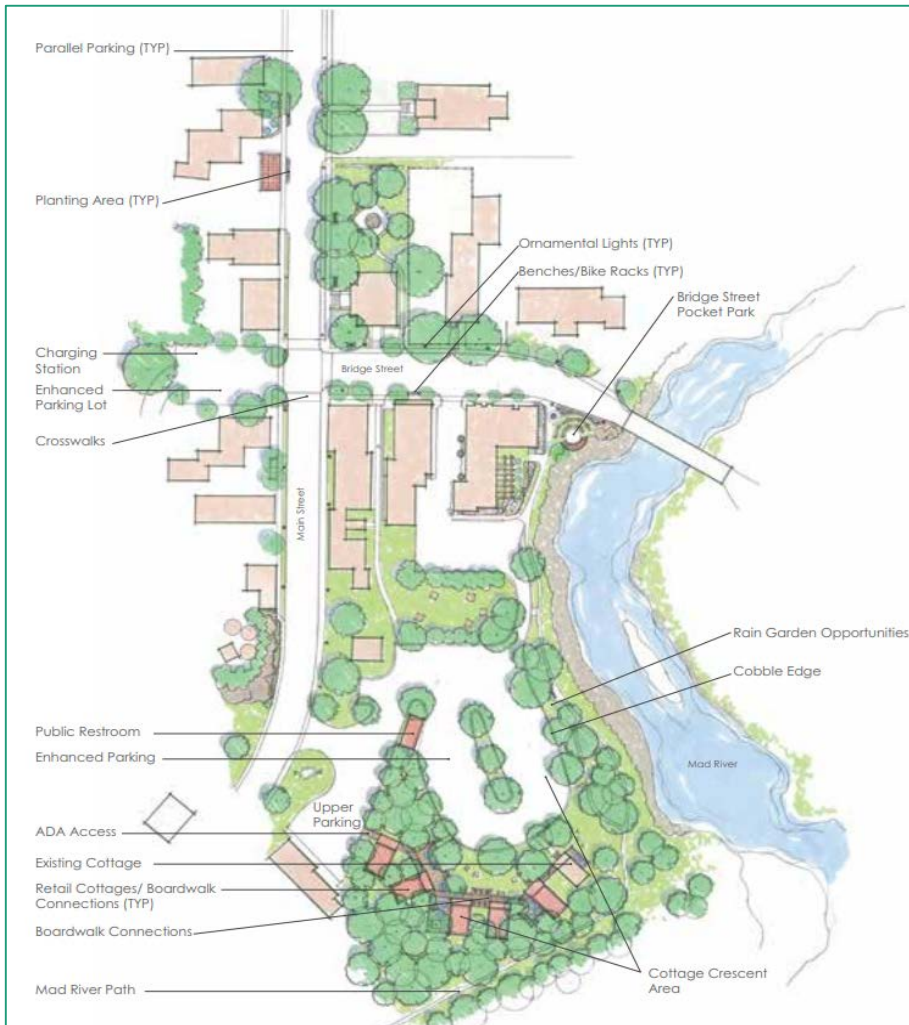 Parallel Parking (TYP)
Planting Area (TYP)
Ornamental Lights (TYP)
Benches/Bike Racks (TYP)
Bridge Street
Pocket Park
Charging
Station
Bridge Street
Enhanced
Parking Lot
Crosswalks
Main Street
Rain Garden Opportunities
Cobble Edge
Public Restroom
Enhanced Parking
Mad River
Upper
Parking
ADA Access
Existing Cottage
Retail Cottages/ Boardwalk
Connections (TYP)
Boardwalk Connections
Cottage Crescent
Area
Mad River Path